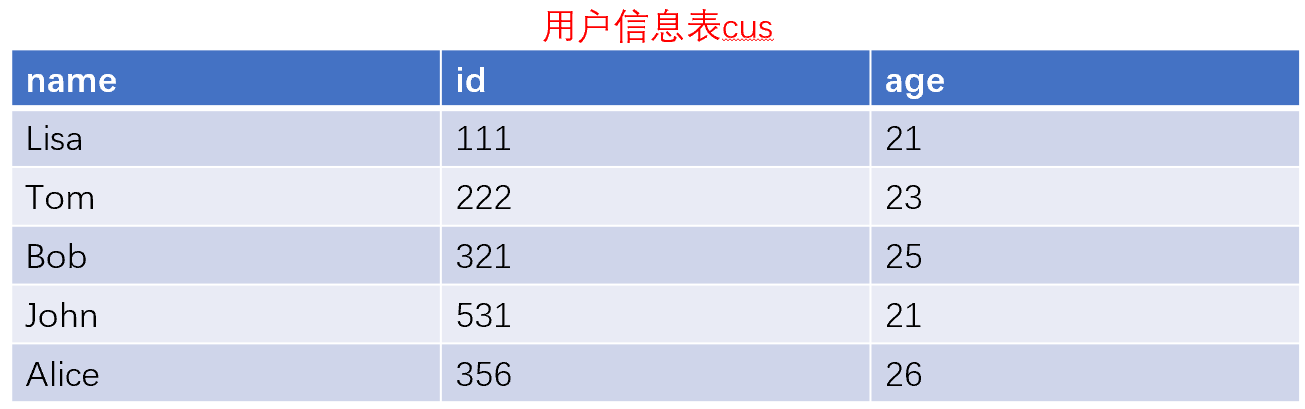 用户信息表cus
name id age
Lisa 111 21
Tom 222 23
Bob 321 25
John 531 21
Alice 356 26